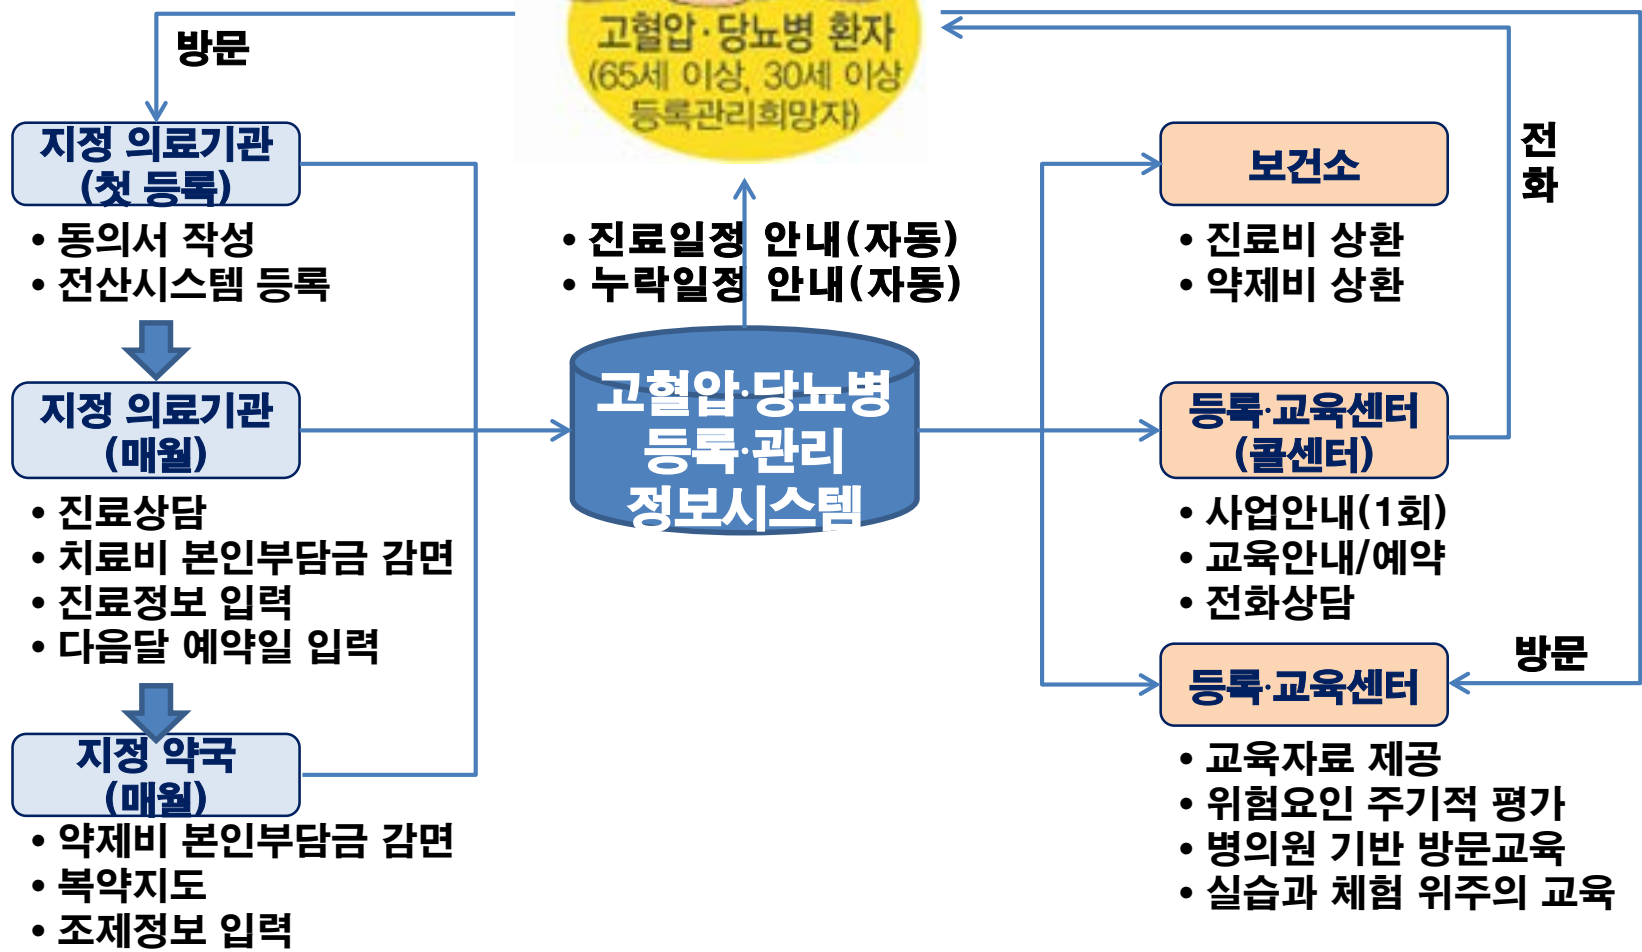 고혈압·당뇨병 환자
(65세 이상, 30세 이상
등록관리희망자)
방문
지정 의료기관
(첫 등록)
• 동의서 작성
• 전산시스템 등록
지정 의료기관
(매월)
• 진료상담
• 치료비 본인부담금 감면
• 진료정보 입력
• 다음달 예약일 입력
지정 약국
(매월)
• 약제비 본인부담금 감면
• 복약지도
• 조제정보 입력
• 진료일정 안내(자동)
• 누락일정 안내(자동)
고혈압·당뇨병
등록·관리
정보시스템
보건소
• 진료비 상환
• 약제비 상환
전
화
등록·교육센터
(콜센터)
• 사업안내(1회)
• 교육안내/예약
• 전화상담
방문
등록·교육센터
• 교육자료 제공
• 위험요인 주기적 평가
• 병의원 기반 방문교육
• 실습과 체험 위주의 교육